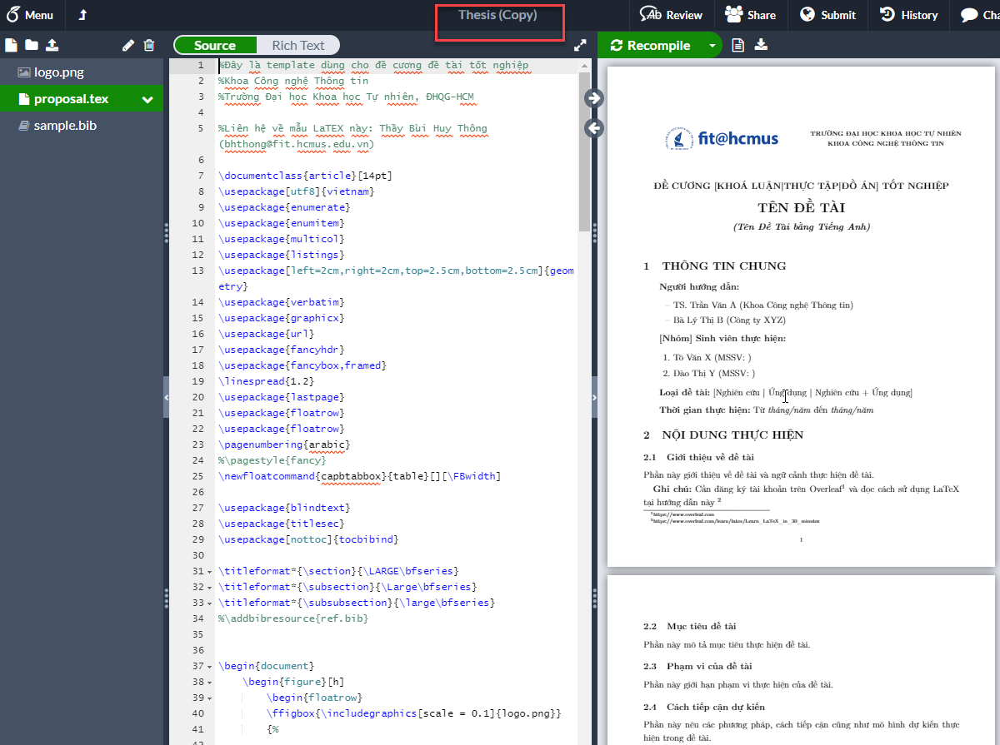 Menu
Thesis (Copy)
Review
Share
Submit
History
Source
Rich Text
Recompile
logo.png
proposal.tex
sample.bib
1 %Đây là template dùng cho đề cương đề tài tốt nghiệp
2 %Khoa Công nghệ Thông tin
3 %Trường Đại học Khoa học Tự nhiên, ĐHQG-HCM
4
5 %Liên hệ về mẫu LaTEX này: Thầy Bùi Huy Thông
(bhthong@fit.hcmus.edu.vn)
6
7 \documentclass{article}[14pt]
8 \usepackage[utf8]{vietnam}
9 \usepackage{enumerate}
10 \usepackage{enumitem}
11 \usepackage{multicol}
12 \usepackage{listings}
13 \usepackage[left=2cm,right=2cm,top=2.5cm,bottom=2.5cm]{geom
etry}
14 \usepackage{verbatim}
15 \usepackage{graphicx}
16 \usepackage{url}
17 \usepackage{fancyhdr}
18 \usepackage{fancybox,framed}
19 \linespread{1.2}
20 \usepackage{lastpage}
21 \usepackage{floatrow}
22 \usepackage{floatrow}
23 \pagenumbering{arabic}
24 %\pagestyle{fancy}
25 \newfloatcommand{capbtabbox}{table}[][\FBwidth]
26
27 \usepackage{blindtext}
28 \usepackage{titlesec}
29 \usepackage[nottoc]{tocbibind}
30
31 \titleformat*{\section}{\LARGE\bfseries}
32 \titleformat*{\subsection}{\Large\bfseries}
33 \titleformat*{\subsubsection}{\large\bfseries}
34 %\addbibresource{ref.bib}
35
36
37 \begin{document}
38 \begin{figure}[h]
39 \begin{floatrow}
40 \ffigbox{\includegraphics[scale = 0.1]{logo.png}}
41 {%
fit@hcmus
TRƯỜNG ĐẠI HỌC KHOA HỌC TỰ NHIÊN
KHOA CÔNG NGHỆ THÔNG TIN
ĐỀ CƯƠNG [KHOÁ LUẬN|THỰC TẬP|ĐỒ ÁN] TỐT NGHIỆP
TÊN ĐỀ TÀI
(Tên Đề Tài bằng Tiếng Anh)
1 THÔNG TIN CHUNG
Người hướng dẫn:
– TS. Trần Văn A (Khoa Công nghệ Thông tin)
– Bà Lý Thị B (Công ty XYZ)
[Nhóm] Sinh viên thực hiện:
1. Tô Văn X (MSSV: )
2. Đào Thị Y (MSSV: )
Loại đề tài: [Nghiên cứu | Ứng dụng | Nghiên cứu + Ứng dụng]
Thời gian thực hiện: Từ tháng/năm đến tháng/năm
2 NỘI DUNG THỰC HIỆN
2.1 Giới thiệu về đề tài
Phần này giới thiệu về đề tài và ngữ cảnh thực hiện đề tài.
Ghi chú: Cần đăng ký tài khoản trên Overleaf¹ và đọc cách sử dụng LaTeX
tại hướng dẫn này ²
¹https://www.overleaf.com
²https://www.overleaf.com/learn/latex/Learn_LaTeX_in_30_minutes
1
2.2 Mục tiêu đề tài
Phần này mô tả mục tiêu thực hiện đề tài.
2.3 Phạm vi của đề tài
Phần này giới hạn phạm vi thực hiện của đề tài.
2.4 Cách tiếp cận dự kiến
Phần này nêu các phương pháp, cách tiếp cận cũng như mô hình dự kiến thực
hiện trong đề tài.